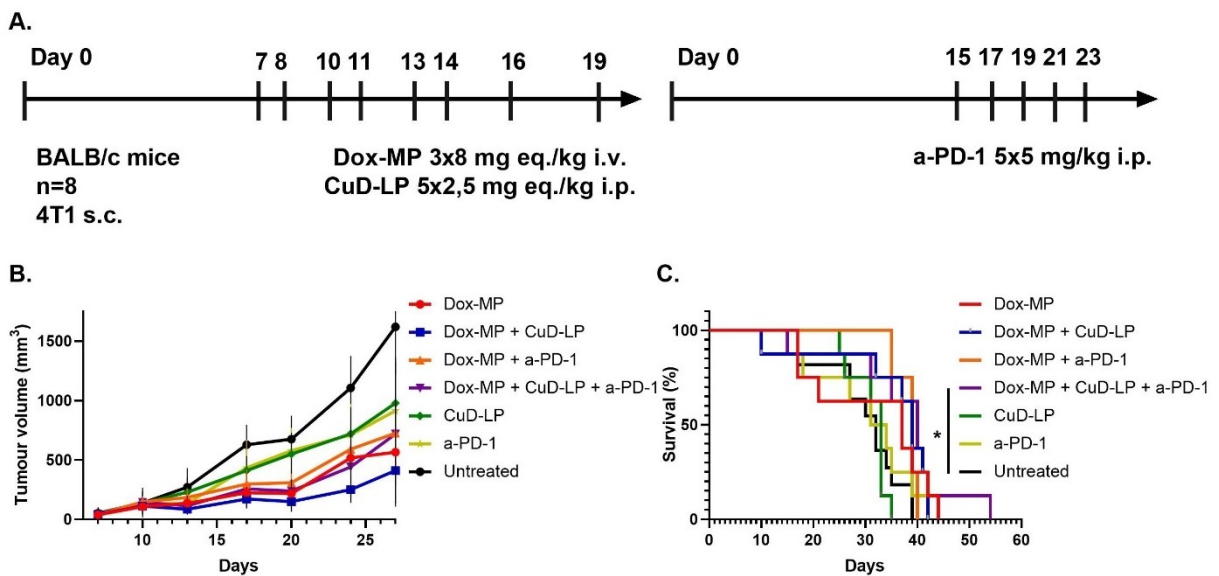 A.
Day 0
7 8 10 11 13 14 16 19
BALB/c mice
n=8
4T1 s.c.
Dox-MP 3x8 mg eq./kg i.v.
CuD-LP 5x2,5 mg eq./kg i.p.
Day 0
15 17 19 21 23
a-PD-1 5x5 mg/kg i.p.
B.
Tumour volume (mm³)
1500
1000
500
0
10 15 20 25
Days
Dox-MP
Dox-MP + CuD-LP
Dox-MP + a-PD-1
Dox-MP + CuD-LP + a-PD-1
CuD-LP
a-PD-1
Untreated
C.
Survival (%)
100
50
0
0 10 20 30 40 50 60
Days
Dox-MP
Dox-MP + CuD-LP
Dox-MP + a-PD-1
Dox-MP + CuD-LP + a-PD-1
CuD-LP
a-PD-1
Untreated
*